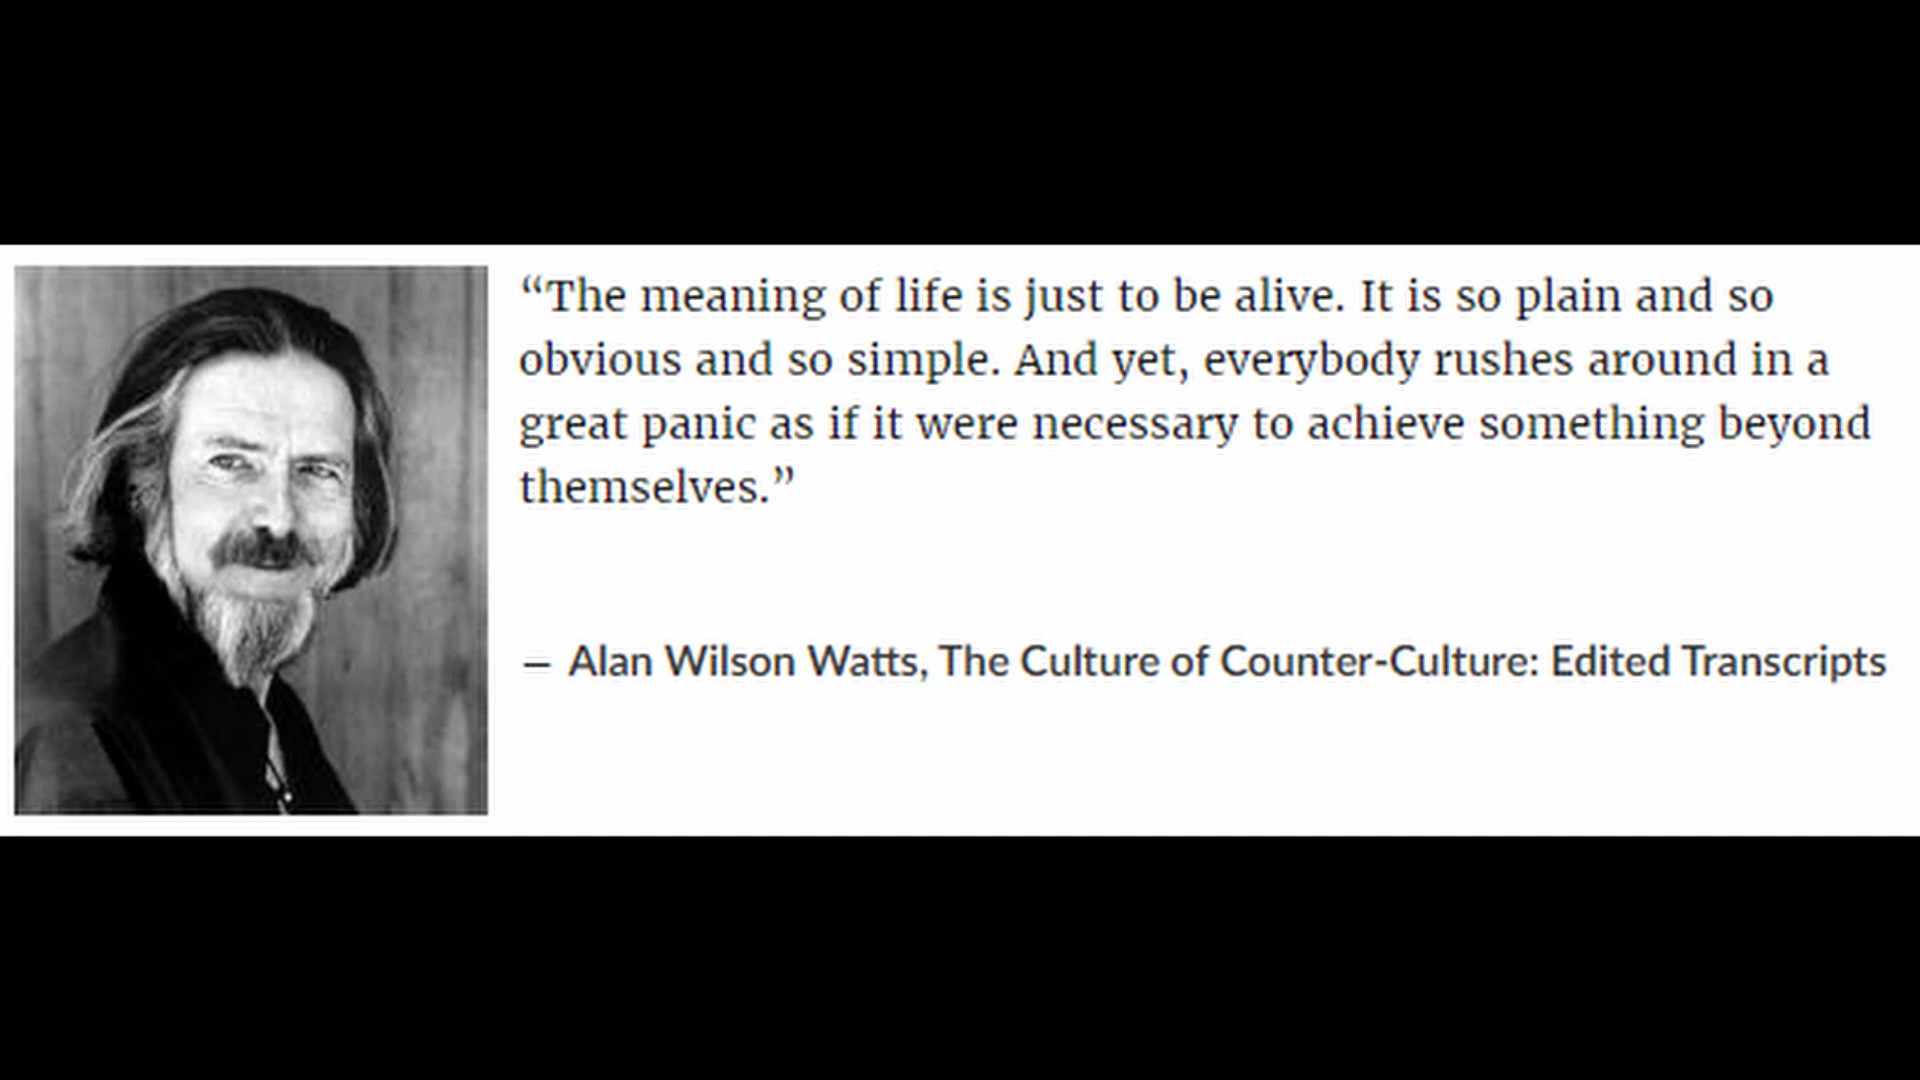 “The meaning of life is just to be alive. It is so plain and so
obvious and so simple. And yet, everybody rushes around in a
great panic as if it were necessary to achieve something beyond
themselves.”
– Alan Wilson Watts, The Culture of Counter-Culture: Edited Transcripts